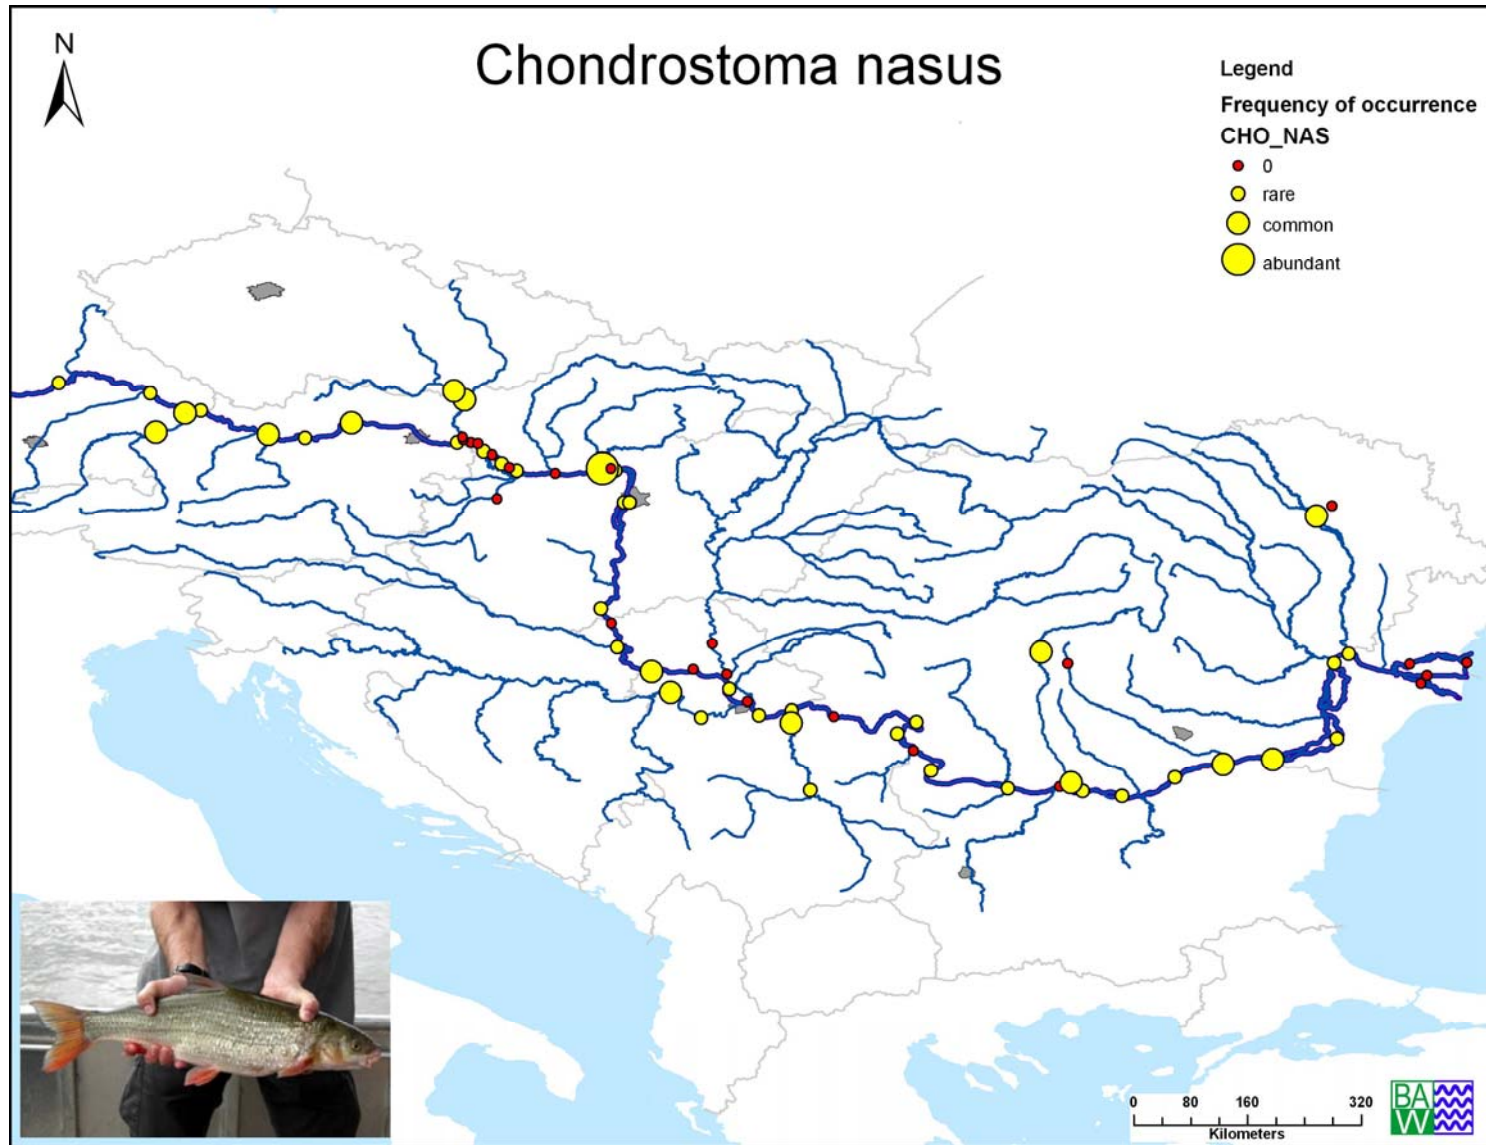 N
Chondrostoma nasus
Legend
Frequency of occurrence
CHO_NAS
0
rare
common
abundant
0 80 160 320
Kilometers
BA
W